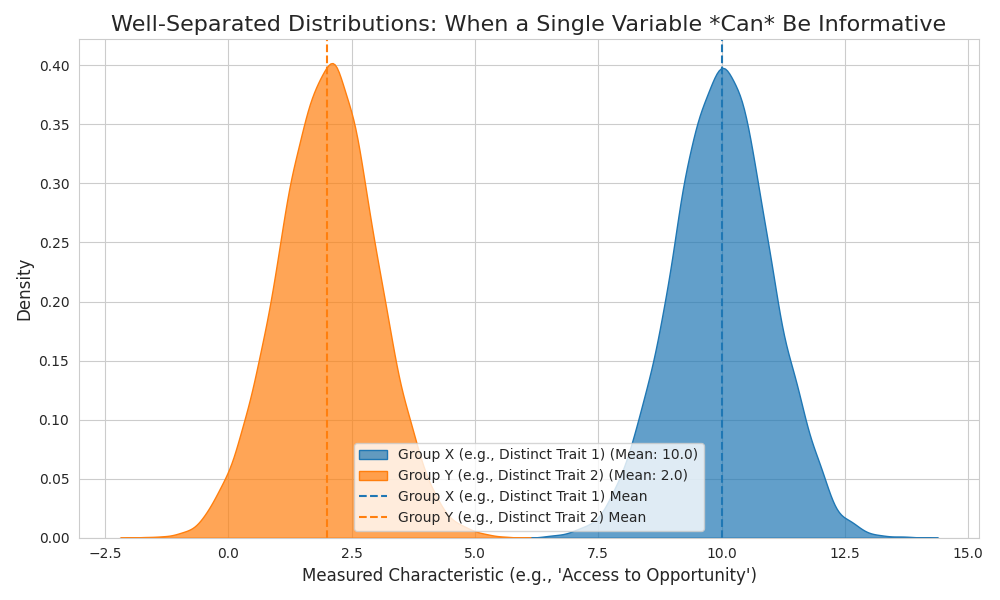 Well-Separated Distributions: When a Single Variable *Can* Be Informative
Density
0.40
0.35
0.30
0.25
0.20
0.15
0.10
0.05
0.00
Group X (e.g., Distinct Trait 1) (Mean: 10.0)
Group Y (e.g., Distinct Trait 2) (Mean: 2.0)
Group X (e.g., Distinct Trait 1) Mean
Group Y (e.g., Distinct Trait 2) Mean
−2.5 0.0 2.5 5.0 7.5 10.0 12.5 15.0
Measured Characteristic (e.g., 'Access to Opportunity')